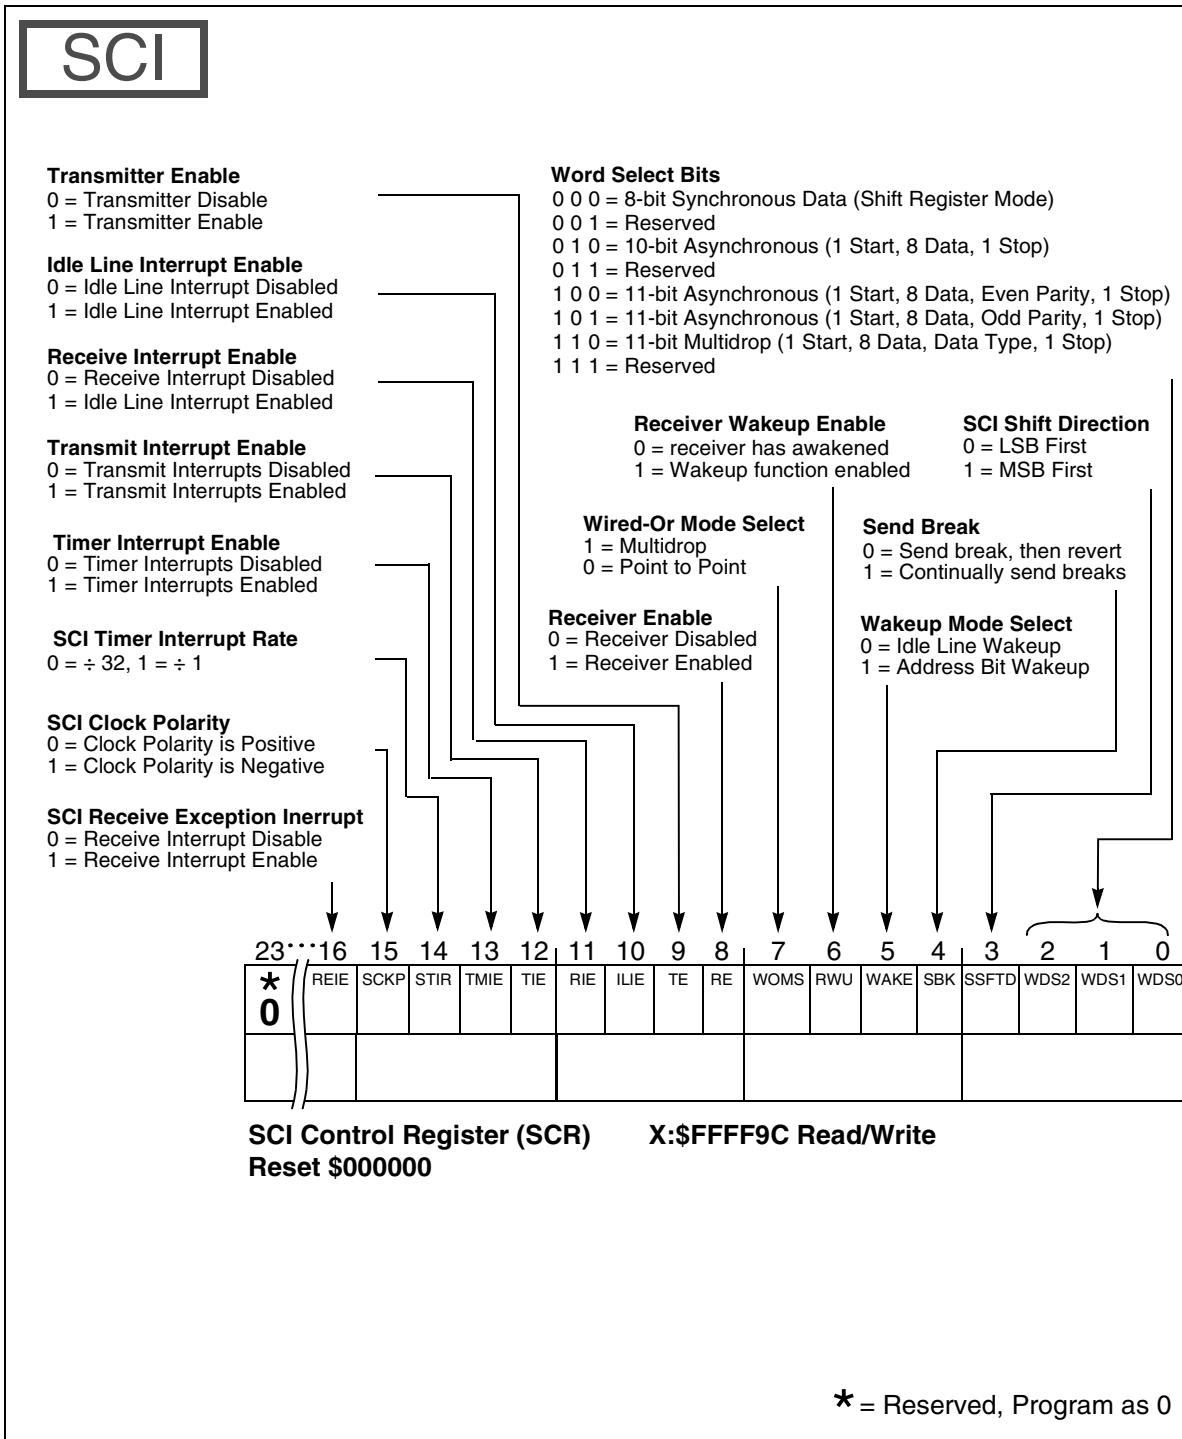 SCI
Transmitter Enable
0 = Transmitter Disable
1 = Transmitter Enable
Idle Line Interrupt Enable
0 = Idle Line Interrupt Disabled
1 = Idle Line Interrupt Enabled
Receive Interrupt Enable
0 = Receive Interrupt Disabled
1 = Idle Line Interrupt Enabled
Transmit Interrupt Enable
0 = Transmit Interrupts Disabled
1 = Transmit Interrupts Enabled
Timer Interrupt Enable
0 = Timer Interrupts Disabled
1 = Timer Interrupts Enabled
SCI Timer Interrupt Rate
0 = ÷ 32, 1 = ÷ 1
SCI Clock Polarity
0 = Clock Polarity is Positive
1 = Clock Polarity is Negative
SCI Receive Exception Inerrupt
0 = Receive Interrupt Disable
1 = Receive Interrupt Enable
Word Select Bits
0 0 0 = 8-bit Synchronous Data (Shift Register Mode)
0 0 1 = Reserved
0 1 0 = 10-bit Asynchronous (1 Start, 8 Data, 1 Stop)
0 1 1 = Reserved
1 0 0 = 11-bit Asynchronous (1 Start, 8 Data, Even Parity, 1 Stop)
1 0 1 = 11-bit Asynchronous (1 Start, 8 Data, Odd Parity, 1 Stop)
1 1 0 = 11-bit Multidrop (1 Start, 8 Data, Data Type, 1 Stop)
1 1 1 = Reserved
Receiver Wakeup Enable
0 = receiver has awakened
1 = Wakeup function enabled
SCI Shift Direction
0 = LSB First
1 = MSB First
Wired-Or Mode Select
1 = Multidrop
0 = Point to Point
Send Break
0 = Send break, then revert
1 = Continually send breaks
Receiver Enable
0 = Receiver Disabled
1 = Receiver Enabled
Wakeup Mode Select
0 = Idle Line Wakeup
1 = Address Bit Wakeup
23 ··· 16 15 14 13 12 11 10 9 8 7 6 5 4 3 2 1 0
* REIE SCKP STIR TMIE TIE RIE ILIE TE RE WOMS RWU WAKE SBK SSFTD WDS2 WDS1 WDS0
0
SCI Control Register (SCR) X:$FFFF9C Read/Write
Reset $000000
* = Reserved, Program as 0